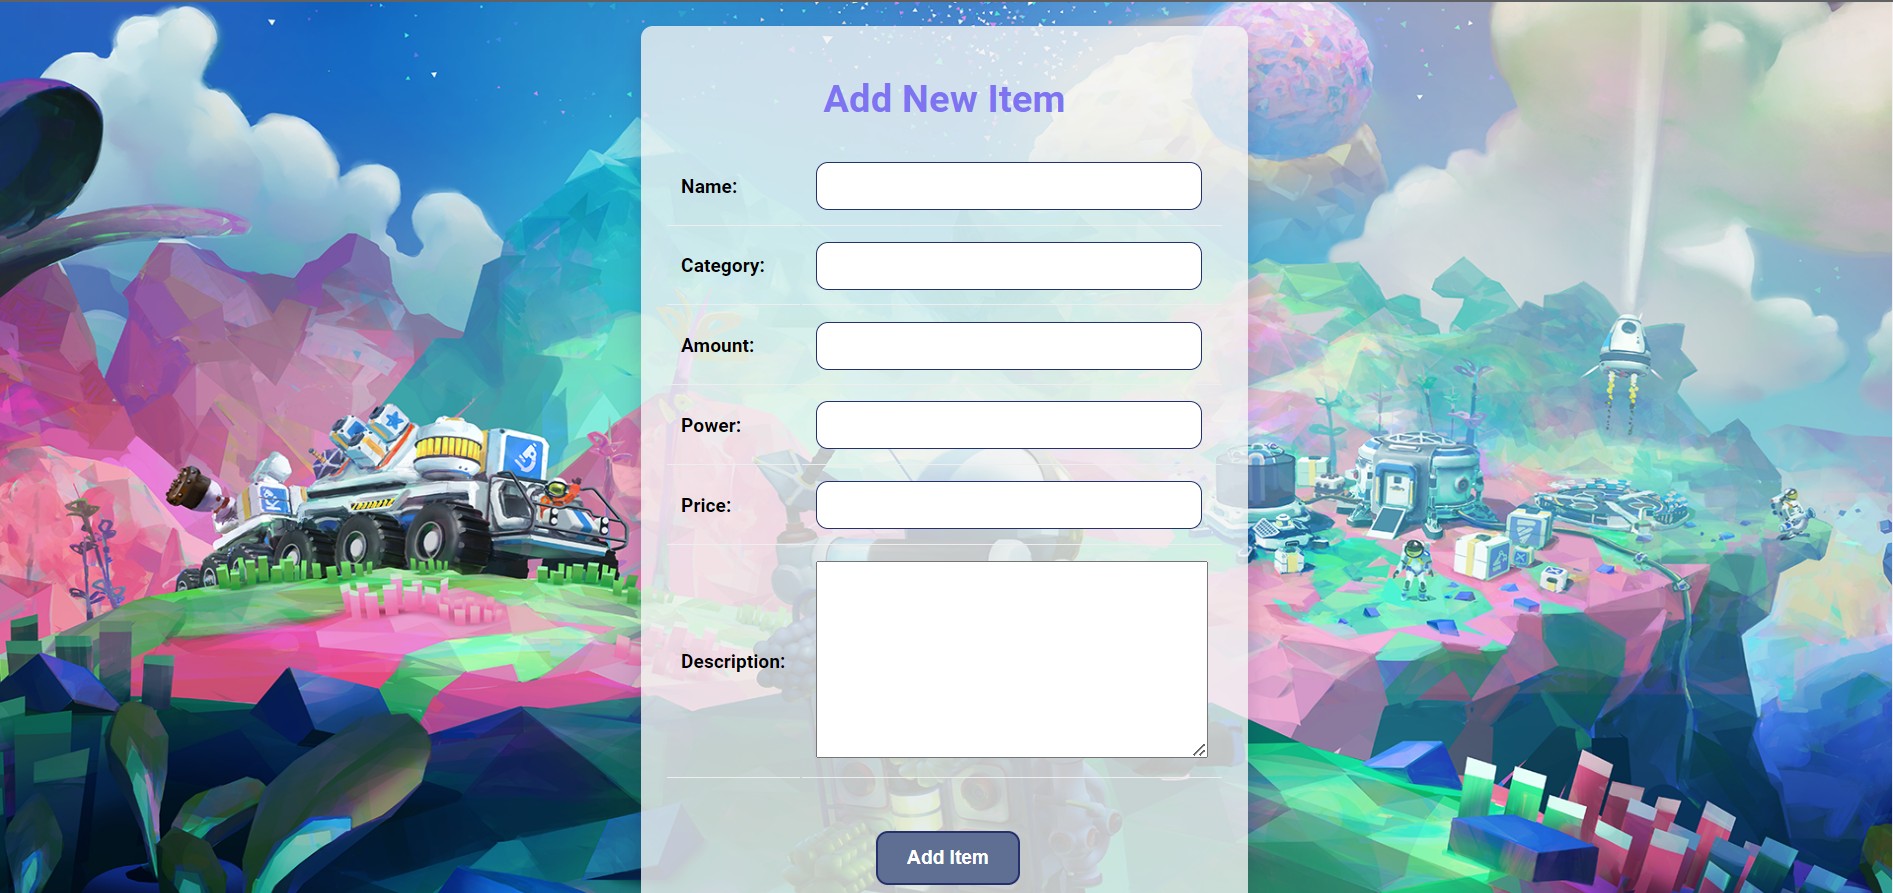 Add New Item
Name:
Category:
Amount:
Power:
Price:
Description:
Add Item